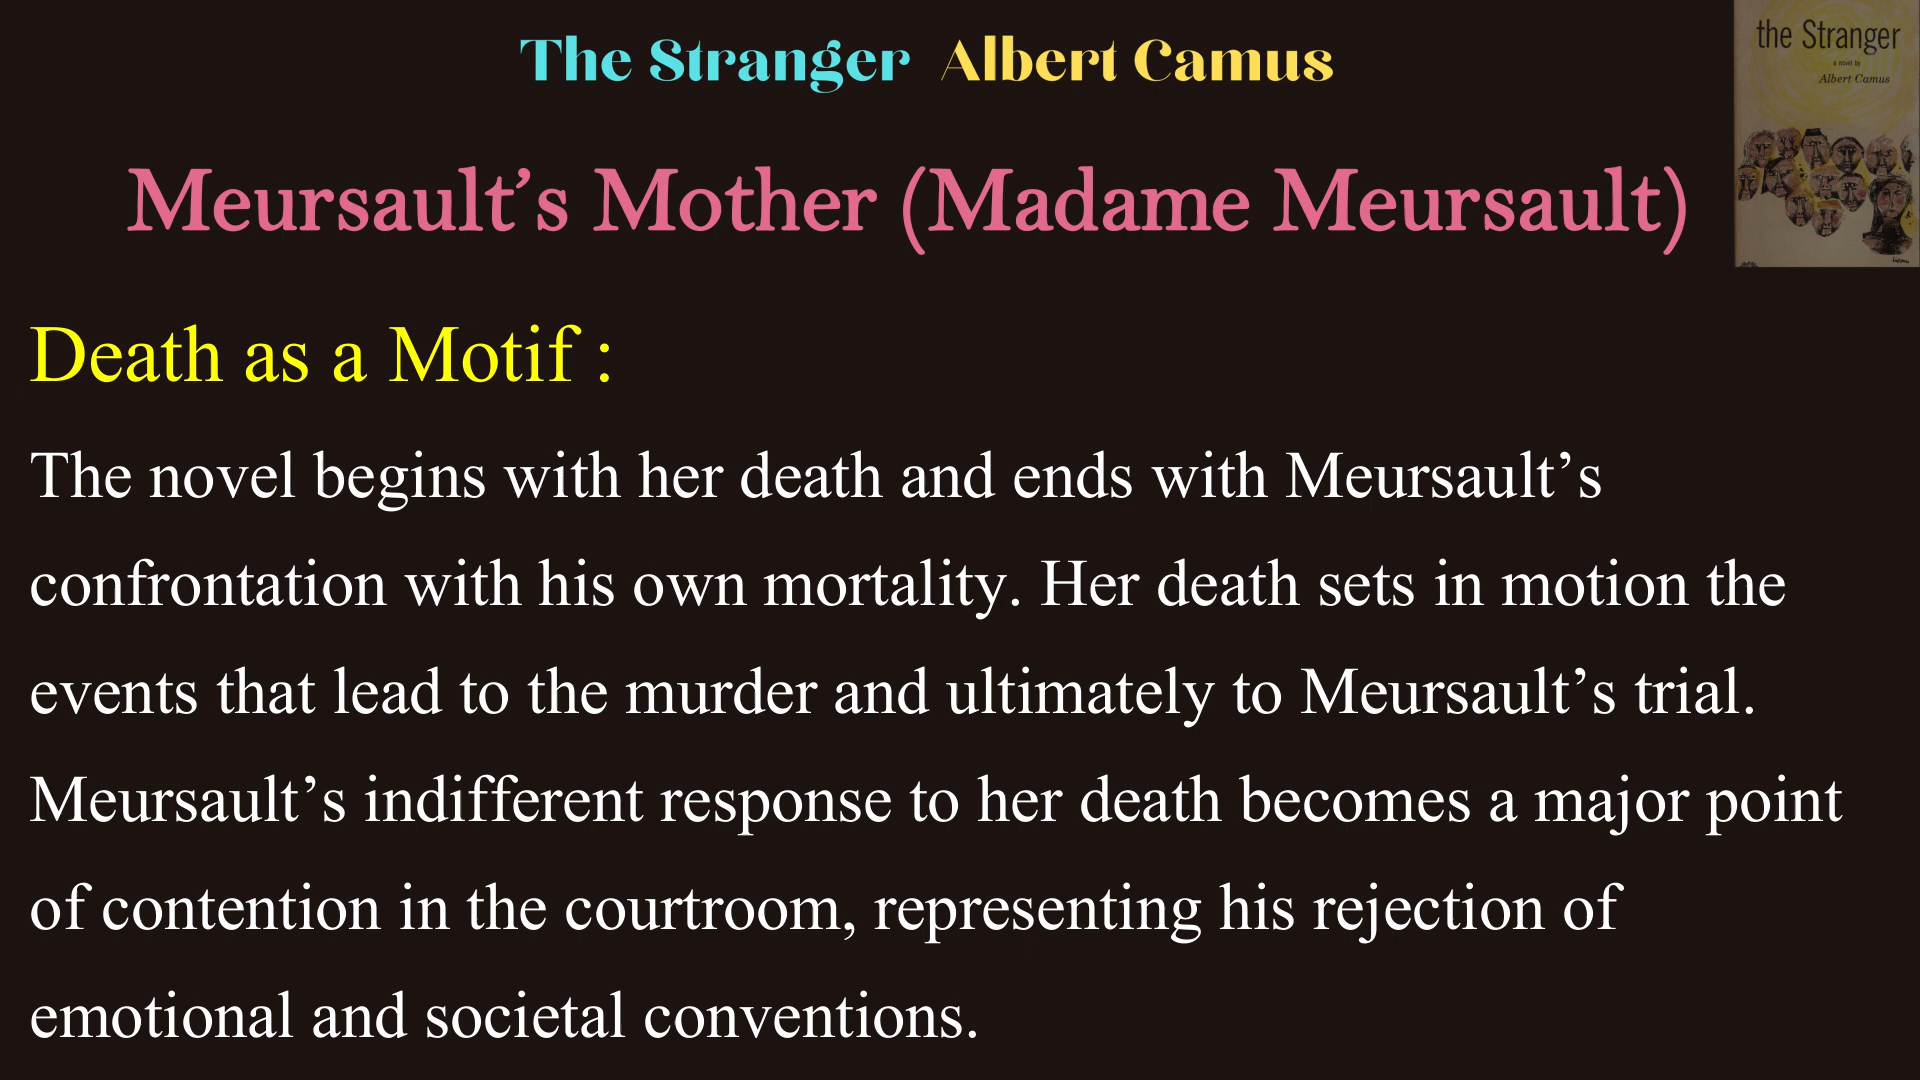 The Stranger Albert Camus
the Stranger
a novel by
Albert Camus
Meursault’s Mother (Madame Meursault)
Death as a Motif :
The novel begins with her death and ends with Meursault’s
confrontation with his own mortality. Her death sets in motion the
events that lead to the murder and ultimately to Meursault’s trial.
Meursault’s indifferent response to her death becomes a major point
of contention in the courtroom, representing his rejection of
emotional and societal conventions.